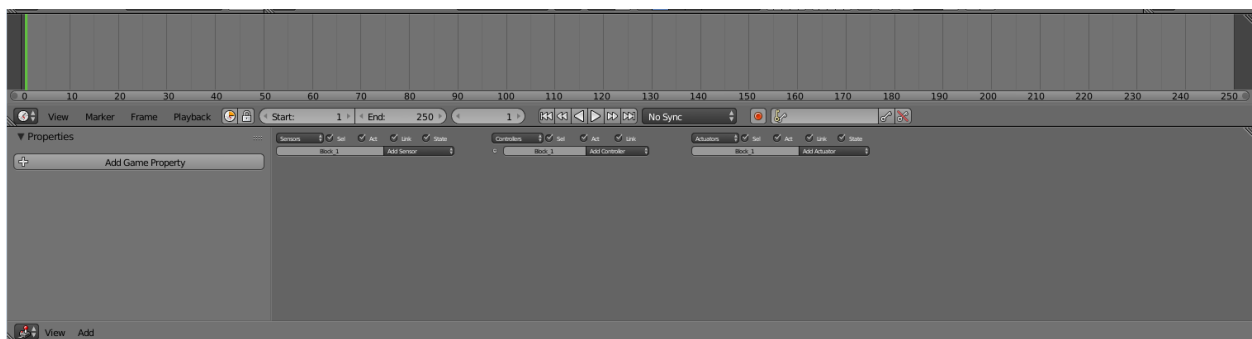 0 10 20 30 40 50 60 70 80 90 100 110 120 130 140 150 160 170 180 190 200 210 220 230 240 250
View Marker Frame Playback Start: 1 End: 250 1 No Sync
Properties Sensors Sel Act Link State Controllers Sel Act Link Actuators Sel Act Link State
Add Game Property Block_1 Add Sensor Block_1 Add Controller Block_1 Add Actuator
View Add